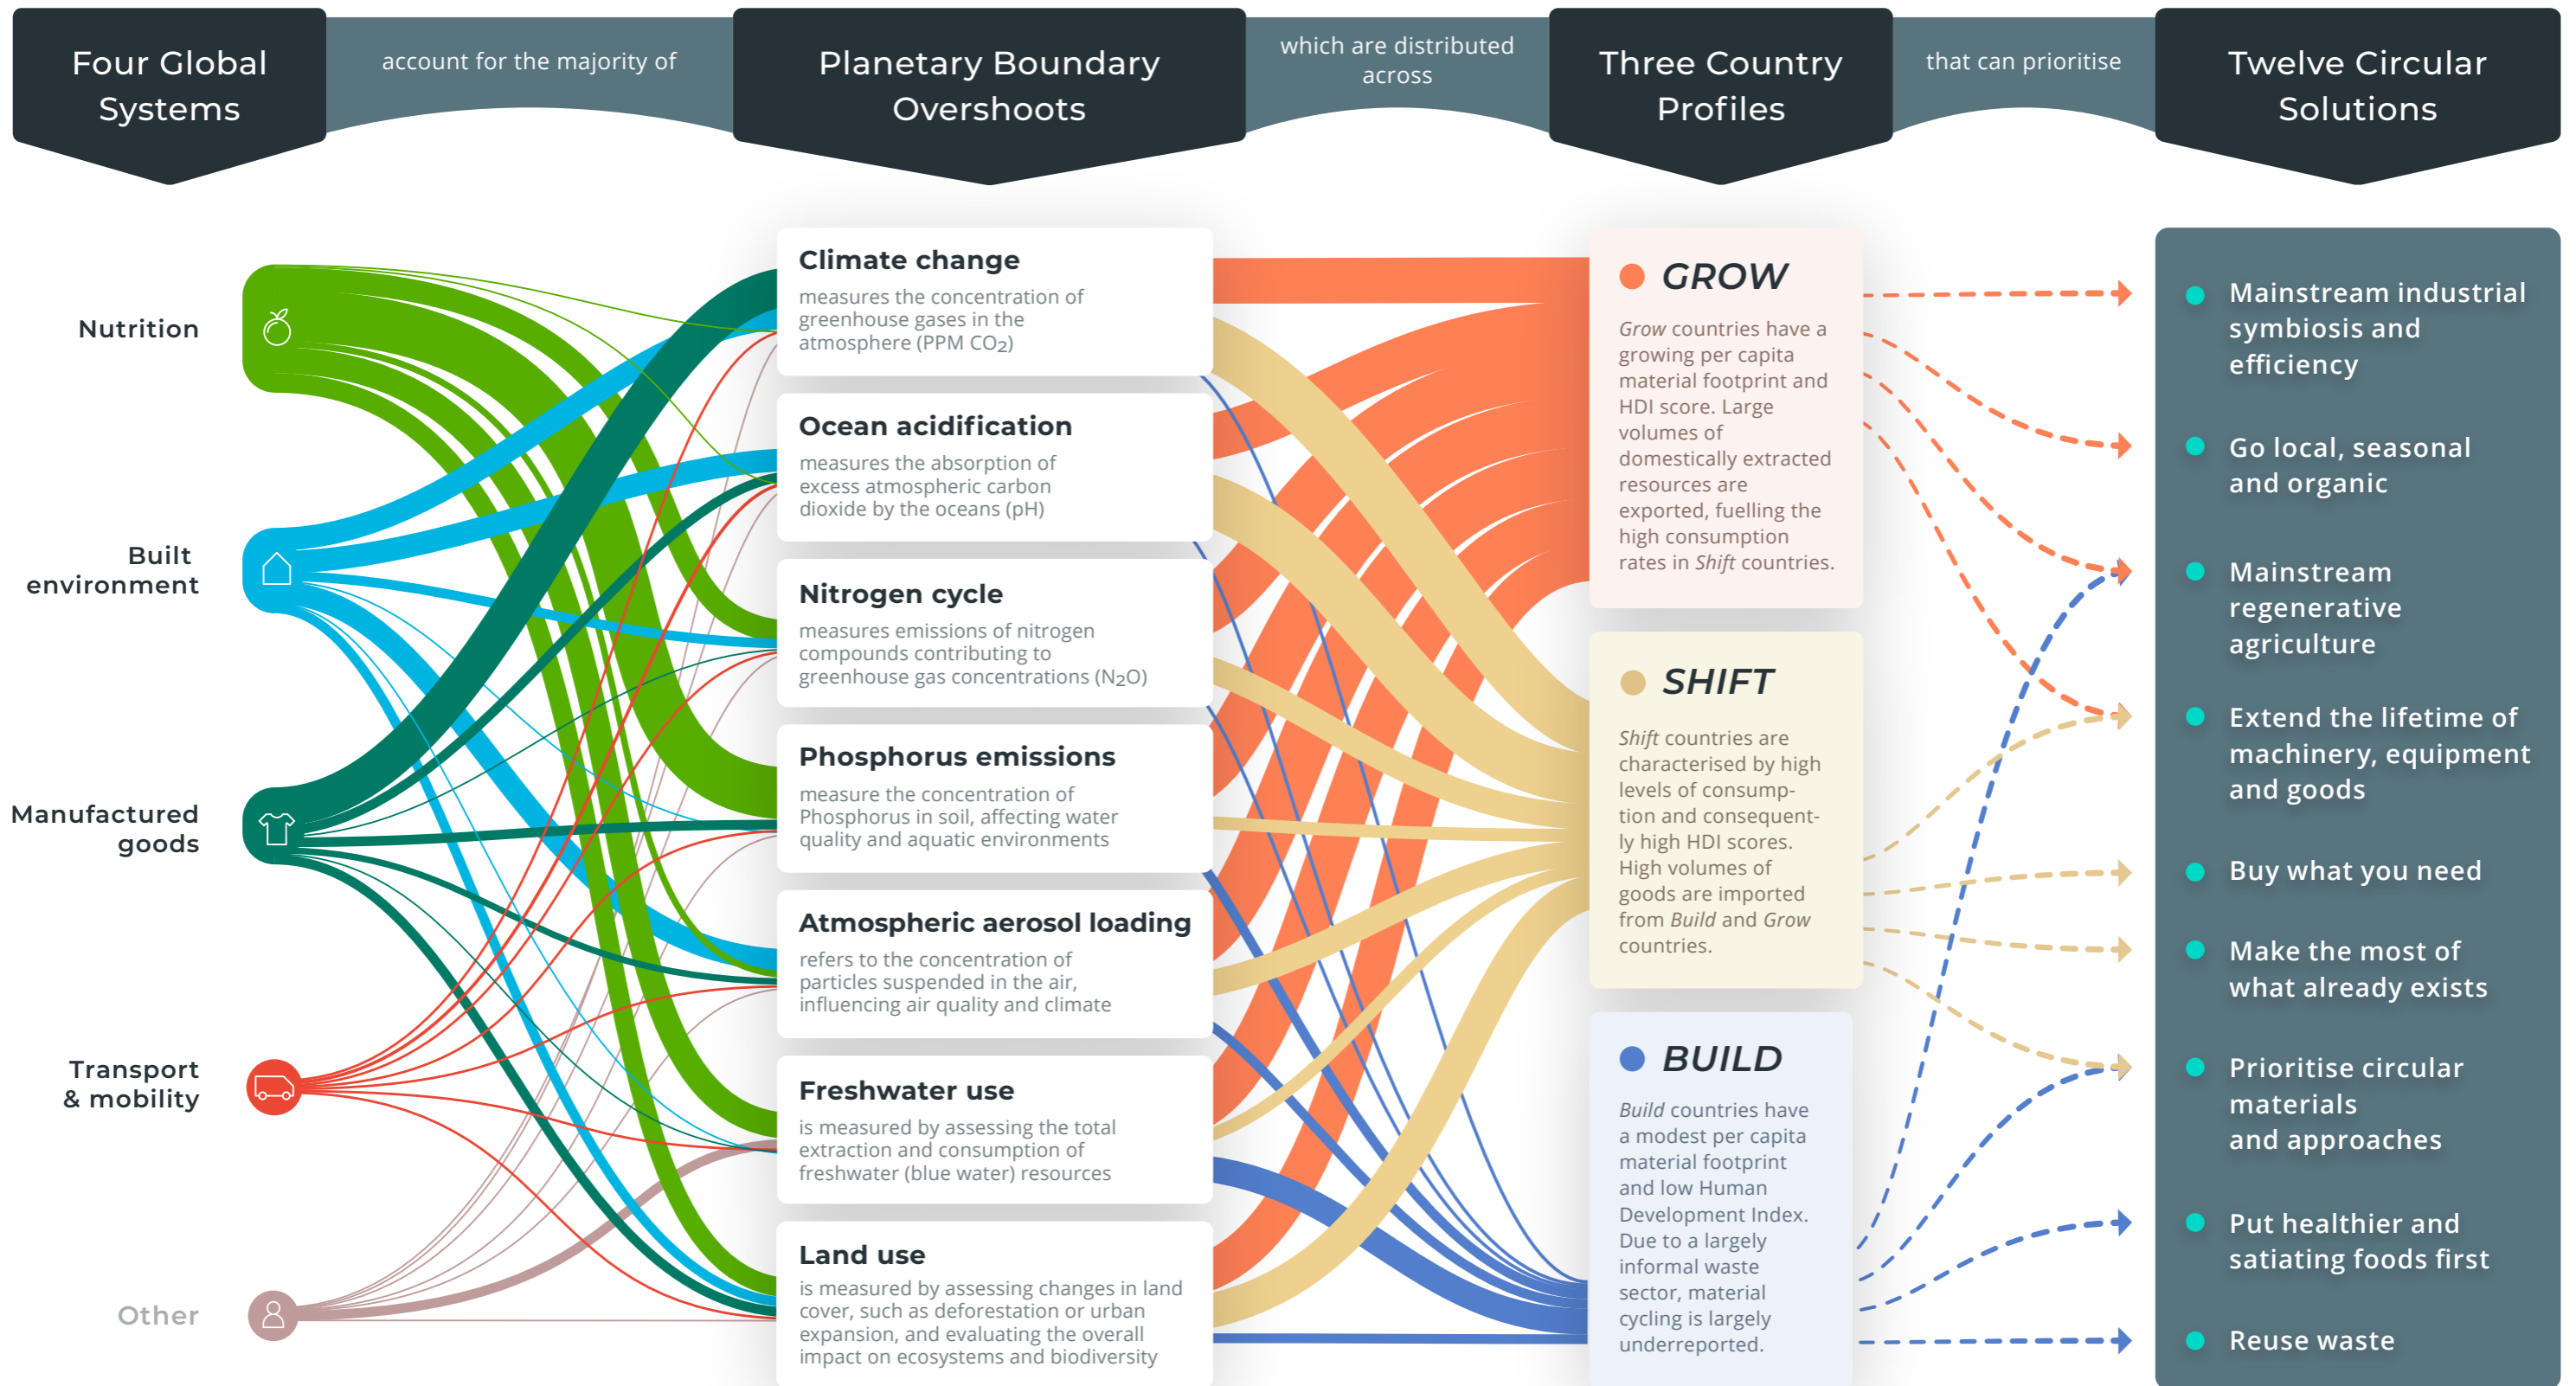 Four Global
Systems
account for the majority of
Planetary Boundary
Overshoots
which are distributed
across
Three Country
Profiles
that can prioritise
Twelve Circular
Solutions
Nutrition
Built
environment
Manufactured
goods
Transport
& mobility
Other
Climate change
measures the concentration of
greenhouse gases in the
atmosphere (PPM CO₂)
Ocean acidification
measures the absorption of
excess atmospheric carbon
dioxide by the oceans (pH)
Nitrogen cycle
measures emissions of nitrogen
compounds contributing to
greenhouse gas concentrations (N₂O)
Phosphorus emissions
measure the concentration of
Phosphorus in soil, affecting water
quality and aquatic environments
Atmospheric aerosol loading
refers to the concentration of
particles suspended in the air,
influencing air quality and climate
Freshwater use
is measured by assessing the total
extraction and consumption of
freshwater (blue water) resources
Land use
is measured by assessing changes in land
cover, such as deforestation or urban
expansion, and evaluating the overall
impact on ecosystems and biodiversity
GROW
Grow countries have a
growing per capita
material footprint and
HDI score. Large
volumes of
domestically extracted
resources are
exported, fuelling the
high consumption
rates in Shift countries.
SHIFT
Shift countries are
characterised by high
levels of consump-
tion and consequent-
ly high HDI scores.
High volumes of
goods are imported
from Build and Grow
countries.
BUILD
Build countries have
a modest per capita
material footprint
and low Human
Development Index.
Due to a largely
informal waste
sector, material
cycling is largely
underreported.
Mainstream industrial
symbiosis and
efficiency
Go local, seasonal
and organic
Mainstream
regenerative
agriculture
Extend the lifetime of
machinery, equipment
and goods
Buy what you need
Make the most of
what already exists
Prioritise circular
materials
and approaches
Put healthier and
satiating foods first
Reuse waste